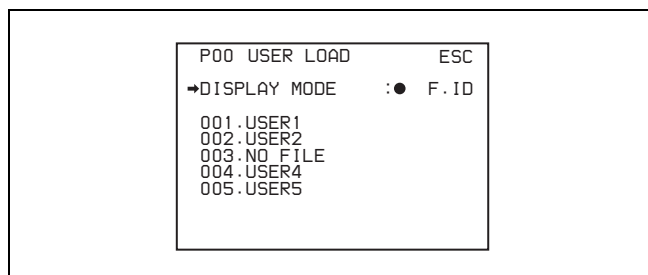 P00 USER LOAD ESC
➡DISPLAY MODE :● F.ID
001.USER1
002.USER2
003.NO FILE
004.USER4
005.USER5